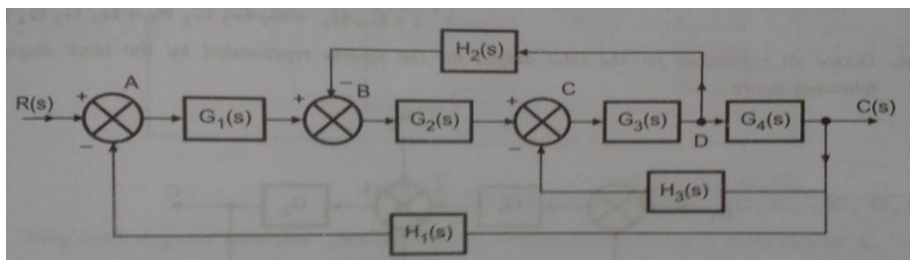 H₂(s)
A
B
C
R(s)
+
−
G₁(s)
+
−
G₂(s)
+
−
G₃(s)
D
G₄(s)
C(s)
H₃(s)
H₁(s)